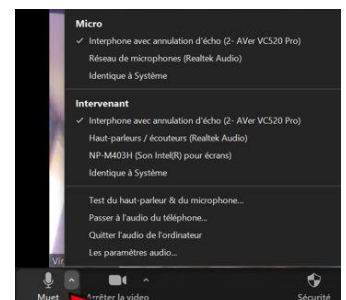 Micro
✓ Interphone avec annulation d'écho (2- AVer VC520 Pro)
Réseau de microphones (Realtek Audio)
Identique à Système
Intervenant
✓ Interphone avec annulation d'écho (2- AVer VC520 Pro)
Haut-parleurs / écouteurs (Realtek Audio)
NP-M403H (Son Intel(R) pour écrans)
Identique à Système
Test du haut-parleur & du microphone...
Passer à l'audio du téléphone...
Quitter l'audio de l'ordinateur
Les paramètres audio...
Muet Arrêter la video Sécurité